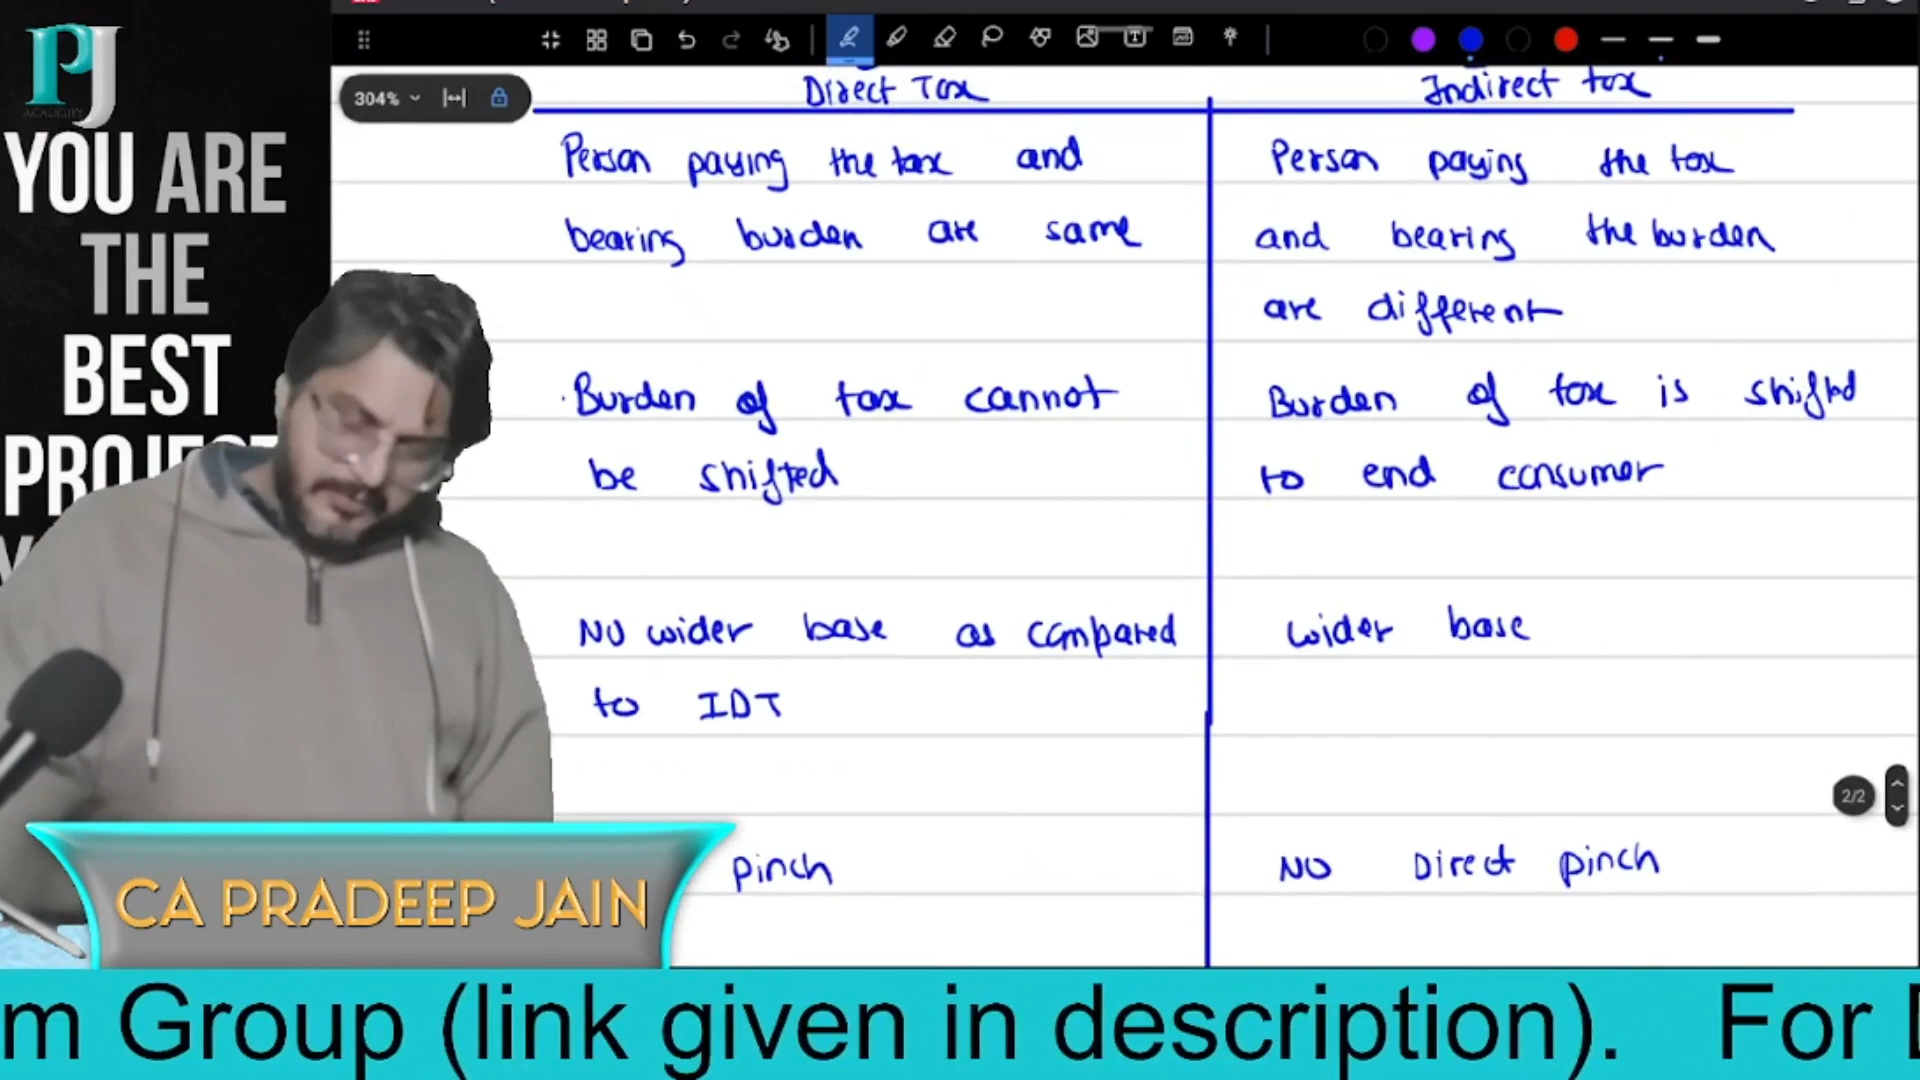 PJ
ACADEMY
YOU ARE
THE
BEST
PROJECT
304%
Direct Tax
Indirect tax
Person paying the tax and
bearing burden are same
Person paying the tax
and bearing the burden
are different
Burden of tax cannot
be shifted
Burden of tax is shifted
to end consumer
No wider base as compared
to IDT
wider base
pinch
No Direct pinch
2/2
CA PRADEEP JAIN
m Group (link given in description). For D